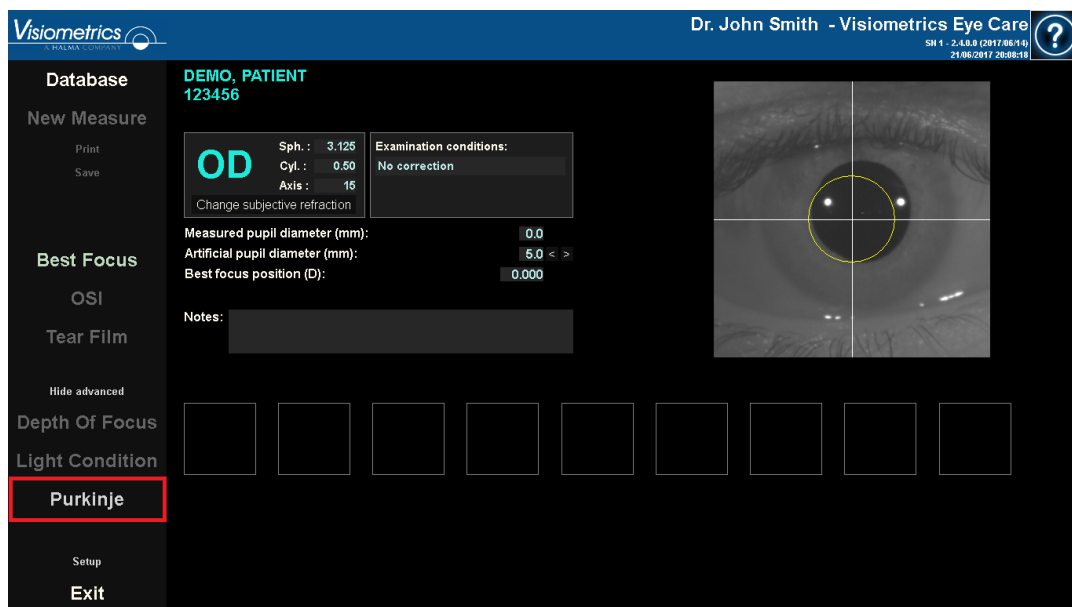 Visiometrics
A HALMA COMPANY
Dr. John Smith - Visiometrics Eye Care
SN 1 - 2.4.0.0 (2017/06/14)
21/06/2017 20:08:18
?
Database
New Measure
Print
Save
Best Focus
OSI
Tear Film
Hide advanced
Depth Of Focus
Light Condition
Purkinje
Setup
Exit
DEMO, PATIENT
123456
OD
Sph. : 3.125
Cyl. : 0.50
Axis : 15
Change subjective refraction
Examination conditions:
No correction
Measured pupil diameter (mm): 0.0
Artificial pupil diameter (mm): 5.0 < >
Best focus position (D): 0.000
Notes: